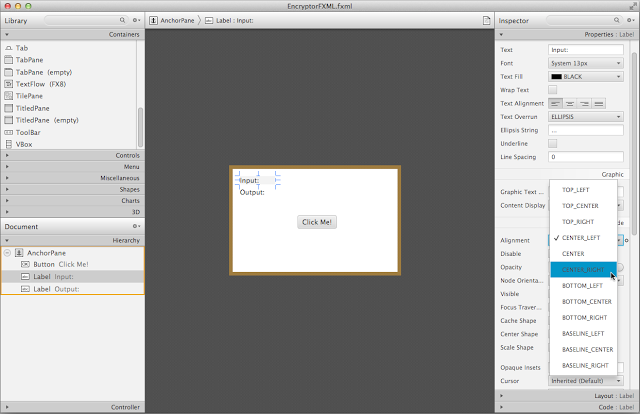 EncryptorFXML.fxml
Library
Containers
Tab
TabPane
TabPane (empty)
TextFlow (FX8)
TilePane
TitledPane
TitledPane (empty)
ToolBar
VBox
Controls
Menu
Miscellaneous
Shapes
Charts
3D
Document
Hierarchy
AnchorPane
Button Click Me!
abc Label Input:
abc Label Output:
Controller
AnchorPane
abc Label : Input:
Input:
Output:
Click Me!
Inspector
Properties : Label
Text Input:
Font System 13px
Text Fill BLACK
Wrap Text
Text Alignment
Text Overrun ELLIPSIS
Ellipsis String ...
Underline
Line Spacing 0
Graphic
Graphic Text ...
Content Display
de
Alignment
Disable
Opacity
Node Orienta...
Visible
Focus Traver...
Cache Shape
Center Shape
Scale Shape
Opaque Insets
Cursor Inherited (Default)
TOP_LEFT
TOP_CENTER
TOP_RIGHT
CENTER_LEFT
CENTER
CENTER_RIGHT
BOTTOM_LEFT
BOTTOM_CENTER
BOTTOM_RIGHT
BASELINE_LEFT
BASELINE_CENTER
BASELINE_RIGHT
Layout : Label
Code : Label